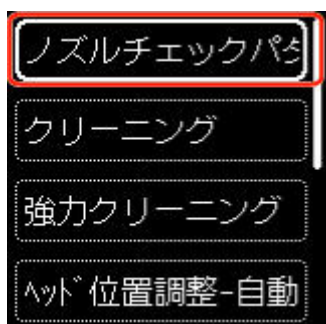 ノズルチェックパタ
クリーニング
強力クリーニング
ﾍｯﾄﾞ位置調整-自動